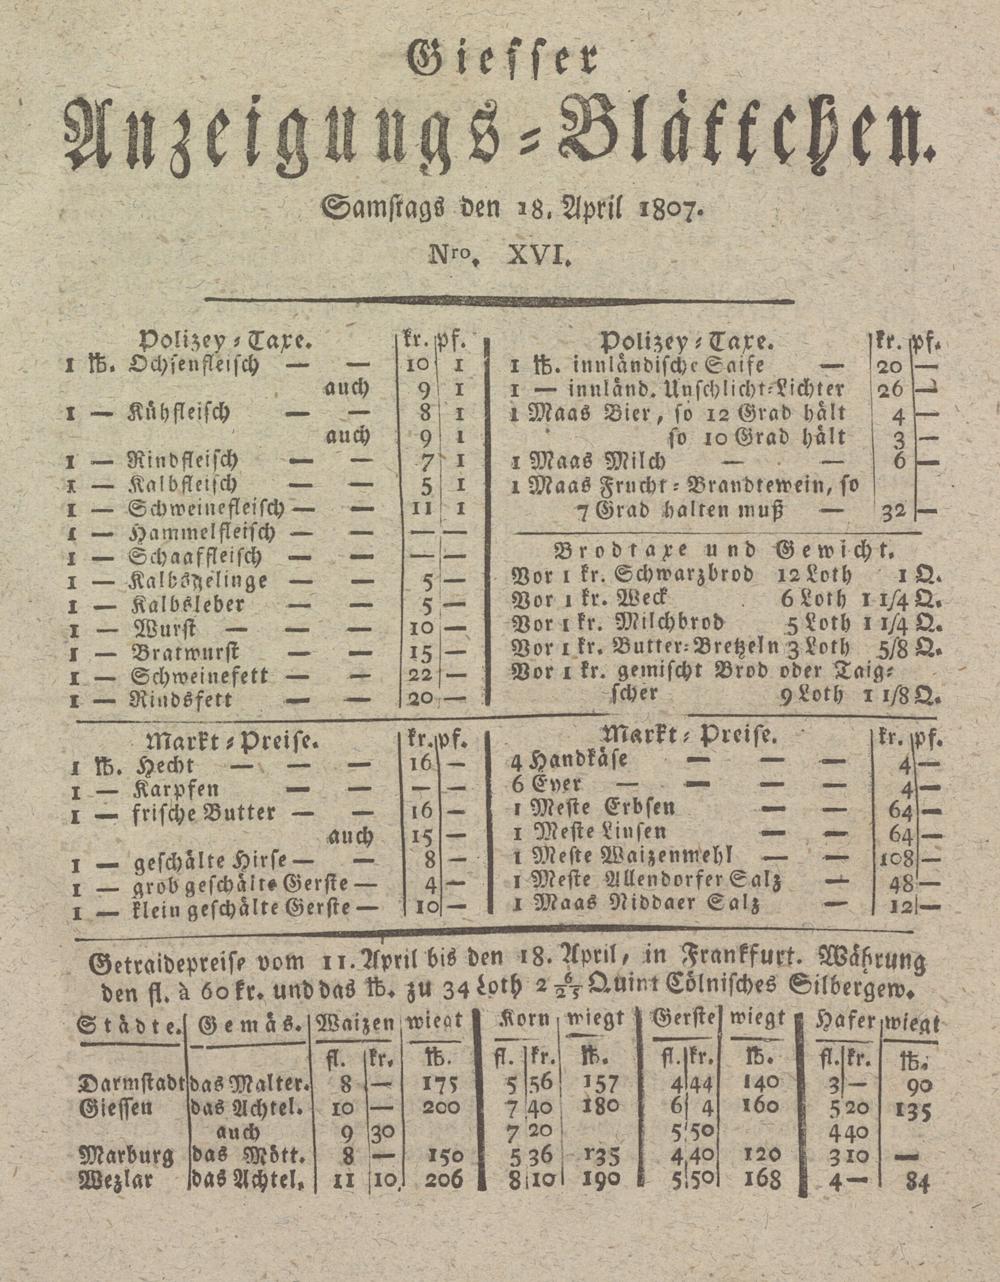 Giesser
Anzeigungs-Blättchen.
Samstags den 18. April 1807.
Nro. XVI.
Polizey-Taxe. kr. pf.
1 ℔. Ochsenfleisch — — 10 1
auch 9 1
1 — Kühfleisch — — 8 1
auch 9 1
1 — Rindfleisch — — 7 1
1 — Kalbfleisch — — 5 1
1 — Schweinefleisch — — 11 1
1 — Hammelfleisch — — — —
1 — Schaaffleisch — — — —
1 — Kalbsgelinge — — 5 —
1 — Kalbsleber — — 5 —
1 — Wurst — — — 10 —
1 — Bratwurst — — 15 —
1 — Schweinefett — — 22 —
1 — Rindsfett — — 20 —
Polizey-Taxe. kr. pf.
1 ℔. innländische Saife — 20 —
1 — innländ. Unschlicht-Lichter 26 —
1 Maas Bier, so 12 Grad hält 4 —
so 10 Grad hält 3 —
1 Maas Milch — — 6 —
1 Maas Frucht-Brandtewein, so
7 Grad halten muß — 32 —
Brodtaxe und Gewicht.
Vor 1 kr. Schwarzbrod 12 Loth 1 Q.
Vor 1 kr. Weck 6 Loth 1 1/4 Q.
Vor 1 kr. Milchbrod 5 Loth 1 1/4 Q.
Vor 1 kr. Butter-Bretzeln 3 Loth 5/8 Q.
Vor 1 kr. gemischt Brod oder Taig-
scher 9 Loth 1 1/8 Q.
Markt-Preise. kr. pf.
1 ℔. Hecht — — — 16 —
1 — Karpfen — — — —
1 — frische Butter — — 16 —
auch 15 —
1 — geschälte Hirse — — 8 —
1 — grob geschälte Gerste — 4 —
1 — klein geschälte Gerste — 10 —
Markt-Preise. kr. pf.
4 Handkäse — — — 4 —
6 Eyer — — — — 4 —
1 Meste Erbsen — — 64 —
1 Meste Linsen — — 64 —
1 Meste Waizenmehl — — 108 —
1 Meste Allendorfer Salz — 48 —
1 Maas Niddaer Salz — 12 —
Getraidepreise vom 11. April bis den 18. April, in Frankfurt. Währung
den fl. à 60 kr. und das ℔. zu 34 Loth 2 6/25 Quint Cölnisches Silbergew.
Städte. Gemäs. Waizen wiegt Korn wiegt Gerste wiegt Hafer wiegt
fl. kr. ℔. fl. kr. ℔. fl. kr. ℔. fl. kr. ℔.
Darmstadt das Malter. 8 — 175 5 56 157 4 44 140 3 — 90
Giessen das Achtel. 10 — 200 7 40 180 6 4 160 5 20 135
auch 9 30 7 20 5 50 4 40
Marburg das Mött. 8 — 150 5 36 135 4 40 120 3 10 —
Wezlar das Achtel. 11 10 206 8 10 190 5 50 168 4 — 84